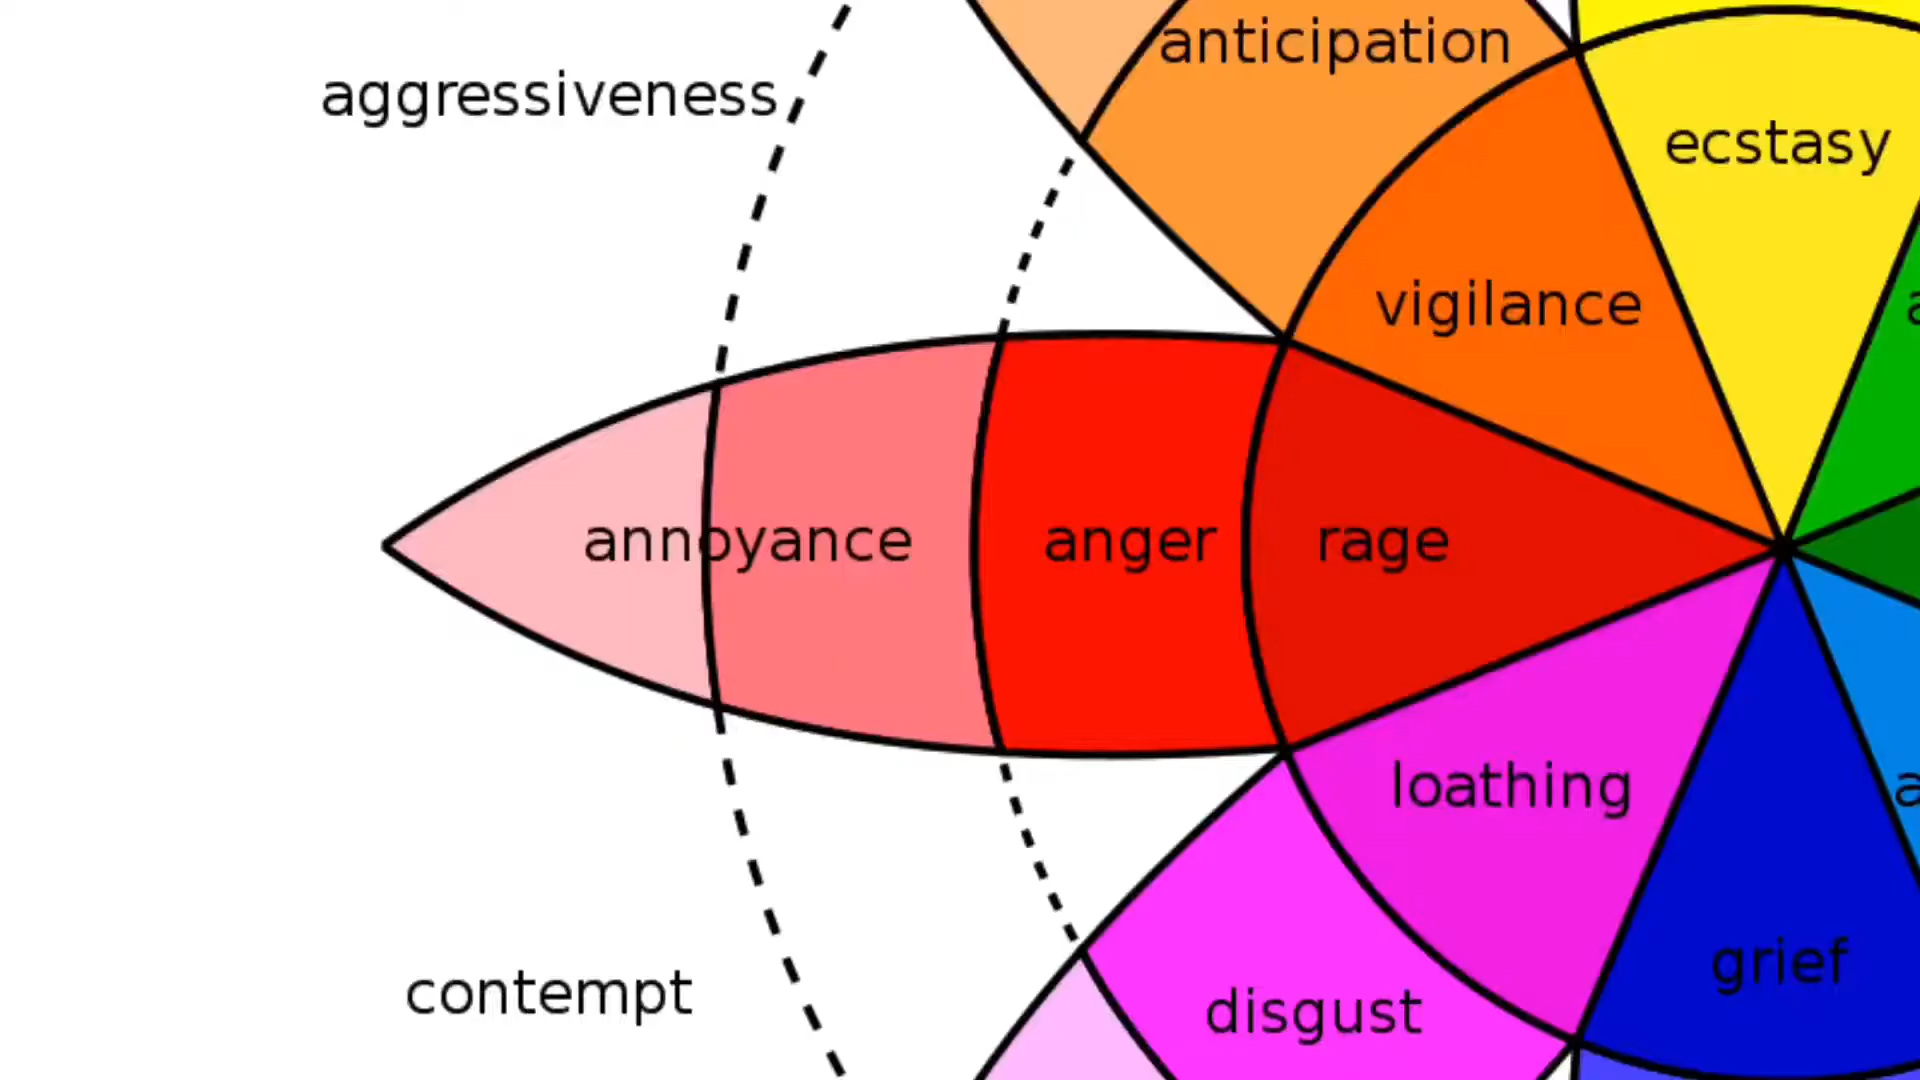 anticipation
aggressiveness
ecstasy
vigilance
annoyance
anger
rage
loathing
grief
contempt
disgust